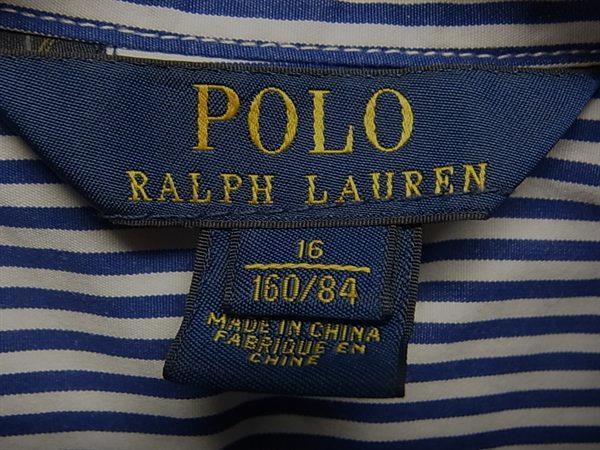 POLO
RALPH LAUREN
16
160/84
MADE IN CHINA
FABRIQUE EN
CHINE